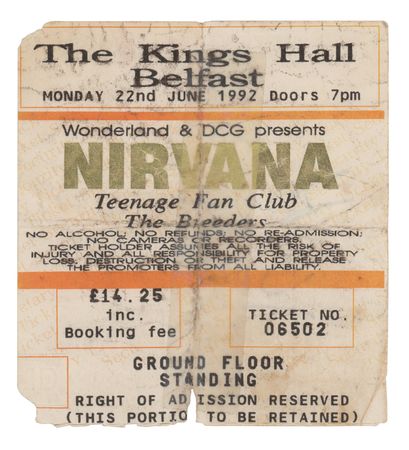 The Kings Hall
Belfast
MONDAY 22nd JUNE 1992 Doors 7pm
Wonderland & DCG presents
NIRVANA
Teenage Fan Club
The Breeders
NO ALCOHOL; NO REFUNDS; NO RE-ADMISSION;
NO CAMERAS OR RECORDERS.
TICKET HOLDER ASSUMES ALL THE RISK OF
INJURY AND ALL RESPONSIBILITY FOR PROPERTY
LOSS, DESTRUCTION OR THEFT AND RELEASE
THE PROMOTERS FROM ALL LIABILITY.
£14.25
inc.
Booking fee
TICKET NO.
06502
GROUND FLOOR
STANDING
RIGHT OF ADMISSION RESERVED
(THIS PORTIO TO BE RETAINED)